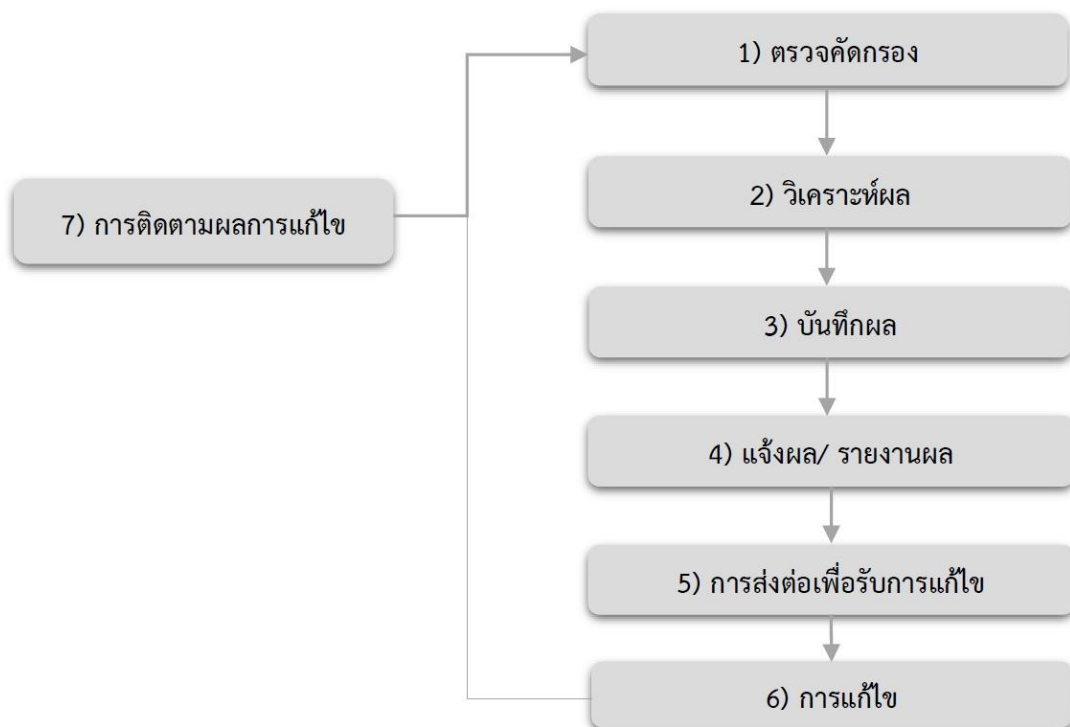 1) ตรวจคัดกรอง
2) วิเคราะห์ผล
7) การติดตามผลการแก้ไข
3) บันทึกผล
4) แจ้งผล/ รายงานผล
5) การส่งต่อเพื่อรับการแก้ไข
6) การแก้ไข